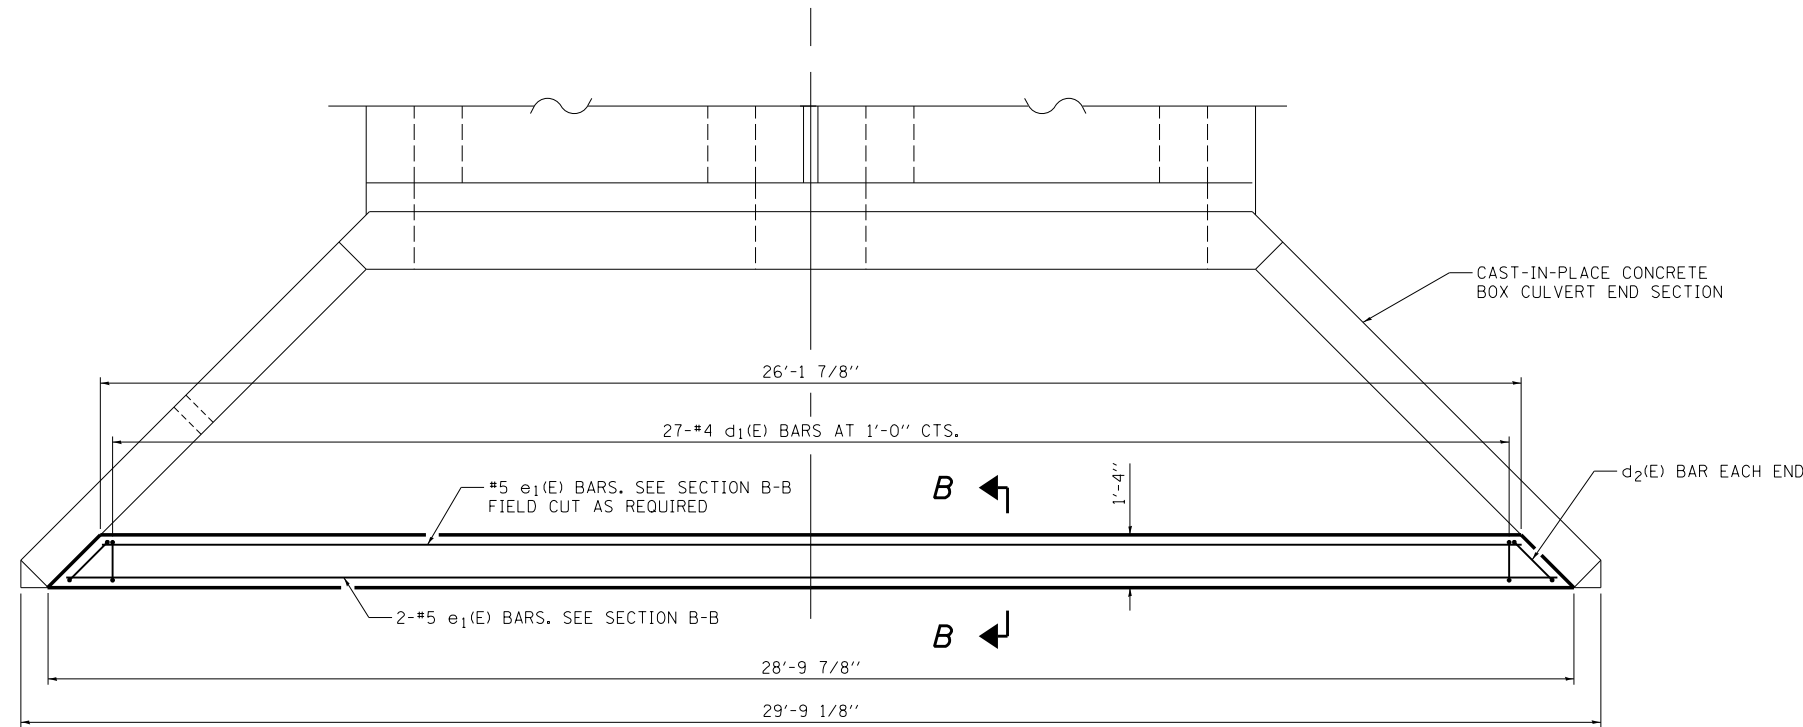 CAST-IN-PLACE CONCRETE
BOX CULVERT END SECTION
26'-1 7/8''
27-#4 d1(E) BARS AT 1'-0'' CTS.
d2(E) BAR EACH END
#5 e1(E) BARS. SEE SECTION B-B
FIELD CUT AS REQUIRED
B
1'-4''
2-#5 e1(E) BARS. SEE SECTION B-B
B
28'-9 7/8''
29'-9 1/8''